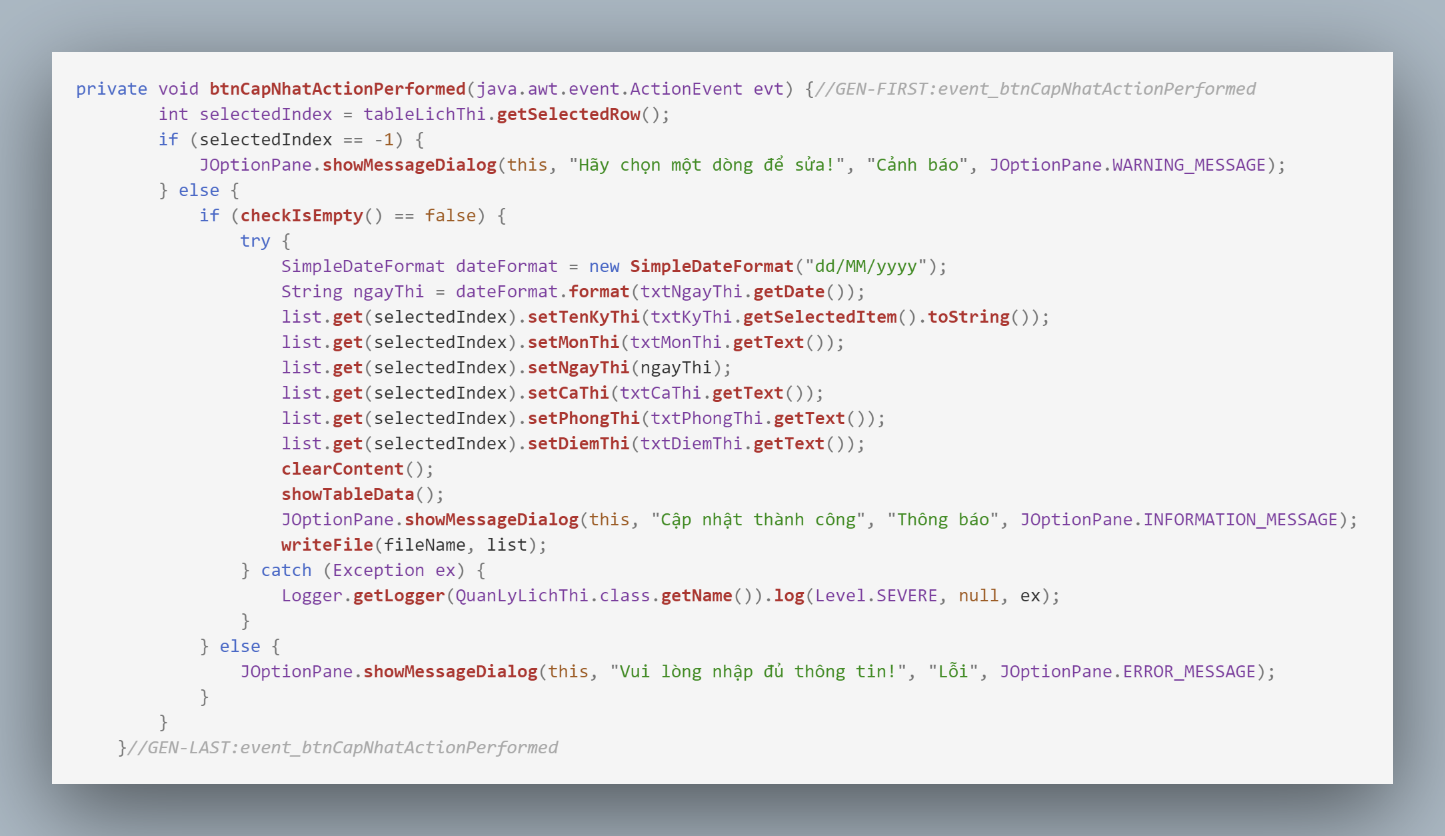 private void btnCapNhatActionPerformed(java.awt.event.ActionEvent evt) {//GEN-FIRST:event_btnCapNhatActionPerformed
        int selectedIndex = tableLichThi.getSelectedRow();
        if (selectedIndex == -1) {
            JOptionPane.showMessageDialog(this, "Hãy chọn một dòng để sửa!", "Cảnh báo", JOptionPane.WARNING_MESSAGE);
        } else {
            if (checkIsEmpty() == false) {
                try {
                    SimpleDateFormat dateFormat = new SimpleDateFormat("dd/MM/yyyy");
                    String ngayThi = dateFormat.format(txtNgayThi.getDate());
                    list.get(selectedIndex).setTenKyThi(txtKyThi.getSelectedItem().toString());
                    list.get(selectedIndex).setMonThi(txtMonThi.getText());
                    list.get(selectedIndex).setNgayThi(ngayThi);
                    list.get(selectedIndex).setCaThi(txtCaThi.getText());
                    list.get(selectedIndex).setPhongThi(txtPhongThi.getText());
                    list.get(selectedIndex).setDiemThi(txtDiemThi.getText());
                    clearContent();
                    showTableData();
                    JOptionPane.showMessageDialog(this, "Cập nhật thành công", "Thông báo", JOptionPane.INFORMATION_MESSAGE);
                    writeFile(fileName, list);
                } catch (Exception ex) {
                    Logger.getLogger(QuanLyLichThi.class.getName()).log(Level.SEVERE, null, ex);
                }
            } else {
                JOptionPane.showMessageDialog(this, "Vui lòng nhập đủ thông tin!", "Lỗi", JOptionPane.ERROR_MESSAGE);
            }
        }
    }//GEN-LAST:event_btnCapNhatActionPerformed